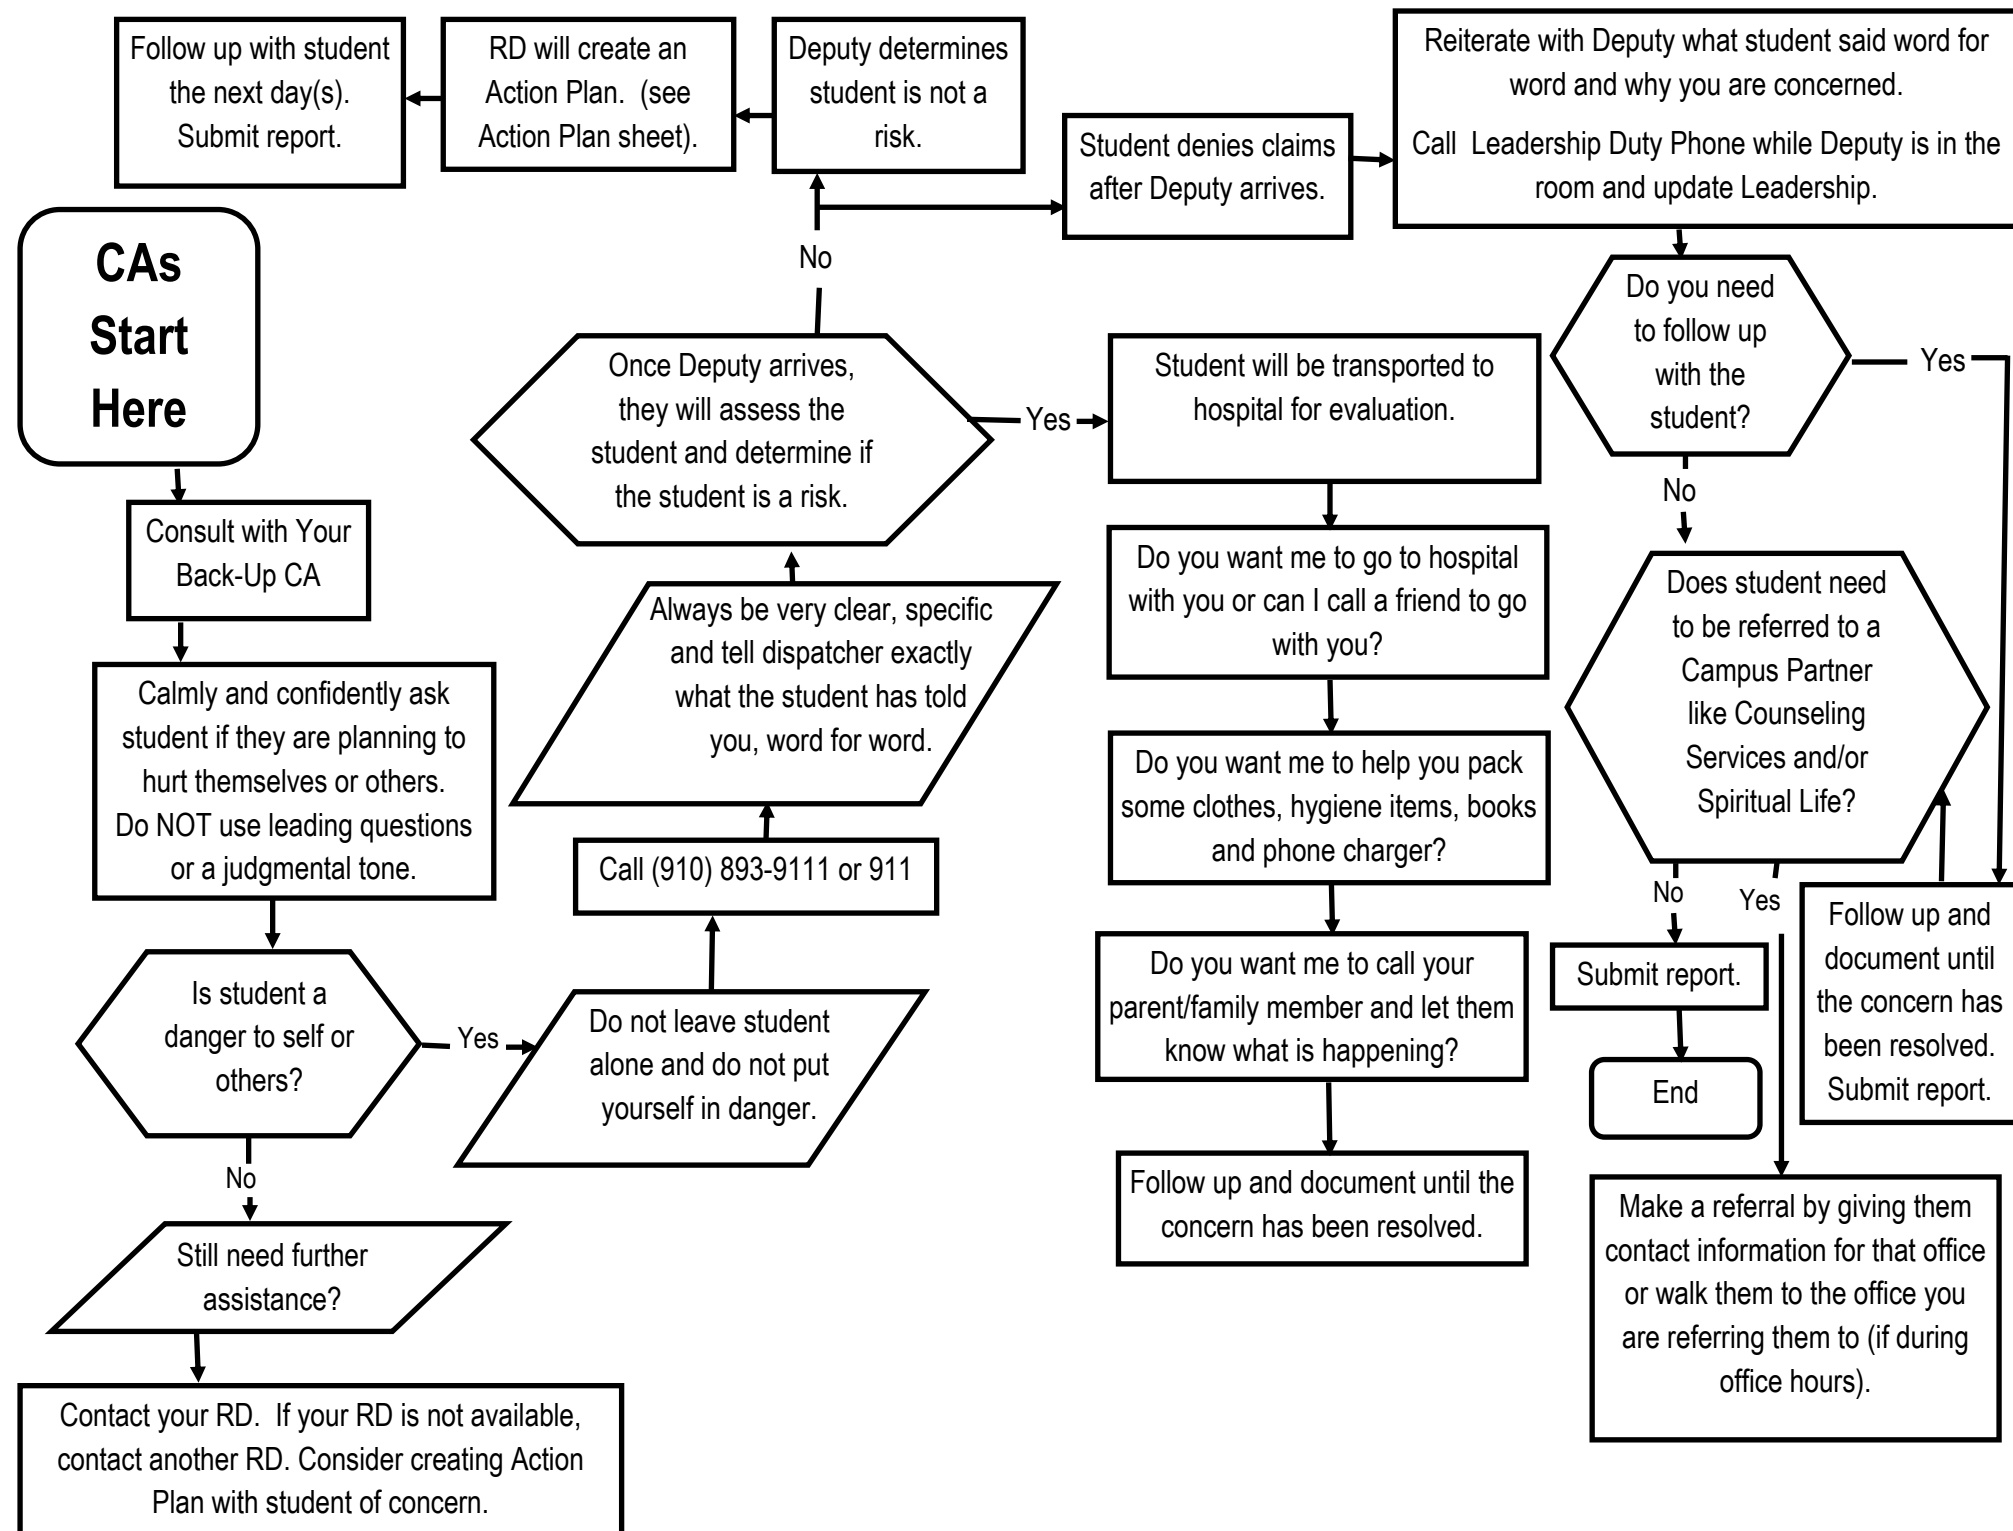 CAs
Start
Here
Consult with Your
Back-Up CA
Calmly and confidently ask
student if they are planning to
hurt themselves or others.
Do NOT use leading questions
or a judgmental tone.
Is student a
danger to self or
others?
No
Still need further
assistance?
Contact your RD.  If your RD is not available,
contact another RD. Consider creating Action
Plan with student of concern.
Yes
Do not leave student
alone and do not put
yourself in danger.
Call (910) 893-9111 or 911
Always be very clear, specific
and tell dispatcher exactly
what the student has told
you, word for word.
Once Deputy arrives,
they will assess the
student and determine if
the student is a risk.
No
Deputy determines
student is not a
risk.
RD will create an
Action Plan.  (see
Action Plan sheet).
Follow up with student
the next day(s).
Submit report.
Student denies claims
after Deputy arrives.
Reiterate with Deputy what student said word for
word and why you are concerned.
Call  Leadership Duty Phone while Deputy is in the
room and update Leadership.
Yes
Student will be transported to
hospital for evaluation.
Do you want me to go to hospital
with you or can I call a friend to go
with you?
Do you want me to help you pack
some clothes, hygiene items, books
and phone charger?
Do you want me to call your
parent/family member and let them
know what is happening?
Follow up and document until the
concern has been resolved.
Do you need
to follow up
with the
student?
Yes
No
Does student need
to be referred to a
Campus Partner
like Counseling
Services and/or
Spiritual Life?
No
Yes
Submit report.
End
Follow up and
document until
the concern has
been resolved.
Submit report.
Make a referral by giving them
contact information for that office
or walk them to the office you
are referring them to (if during
office hours).